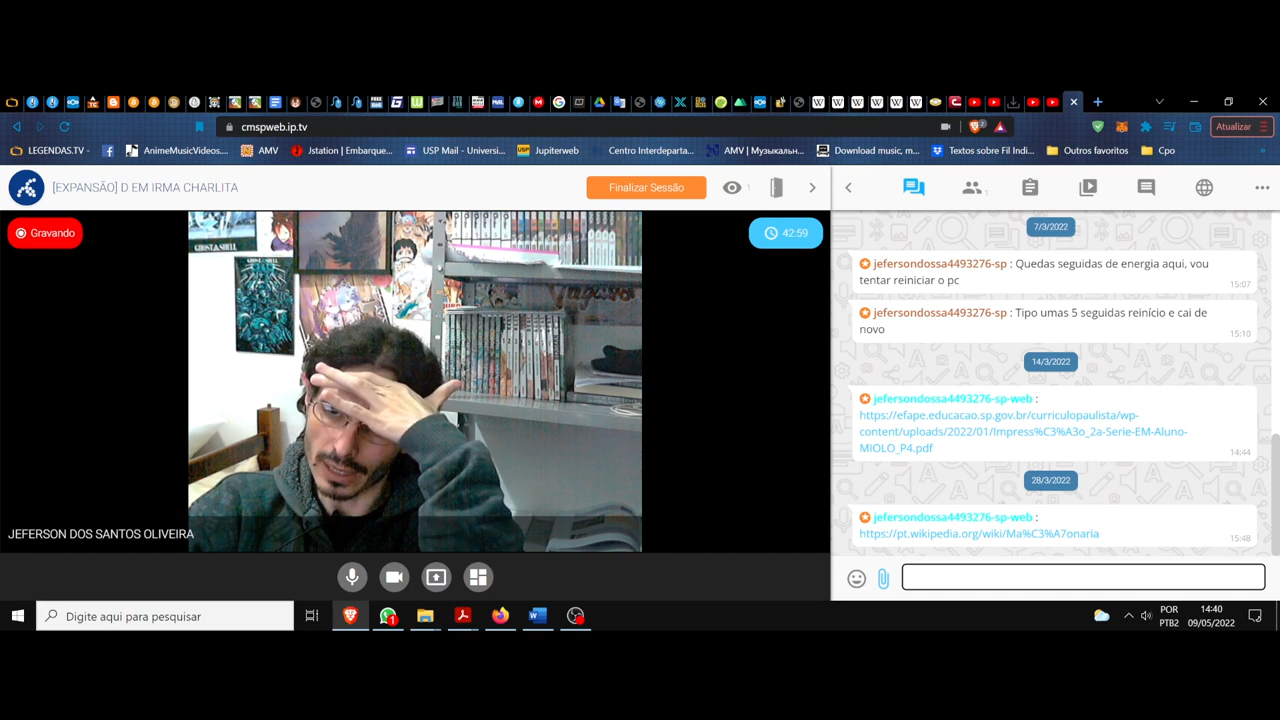 cmspweb.ip.tv
Atualizar
LEGENDAS.TV -
AnimeMusicVideos....
AMV
Jstation | Embarque...
USP Mail - Universi...
Jupiterweb
Centro Interdeparta...
AMV | Музыкальн...
Download music, m...
Textos sobre Fil Indi...
Outros favoritos
Cpo
[EXPANSÃO] D EM IRMA CHARLITA
Finalizar Sessão
1
1
Gravando
42:59
7/3/2022
jefersondossa4493276-sp : Quedas seguidas de energia aqui, vou
tentar reiniciar o pc
15:07
jefersondossa4493276-sp : Tipo umas 5 seguidas reinício e cai de
novo
15:10
14/3/2022
jefersondossa4493276-sp-web :
https://efape.educacao.sp.gov.br/curriculopaulista/wp-
content/uploads/2022/01/Impress%C3%A3o_2a-Serie-EM-Aluno-
MIOLO_P4.pdf
14:44
28/3/2022
jefersondossa4493276-sp-web :
https://pt.wikipedia.org/wiki/Ma%C3%A7onaria
15:48
JEFERSON DOS SANTOS OLIVEIRA
Digite aqui para pesquisar
POR
PTB2
14:40
09/05/2022